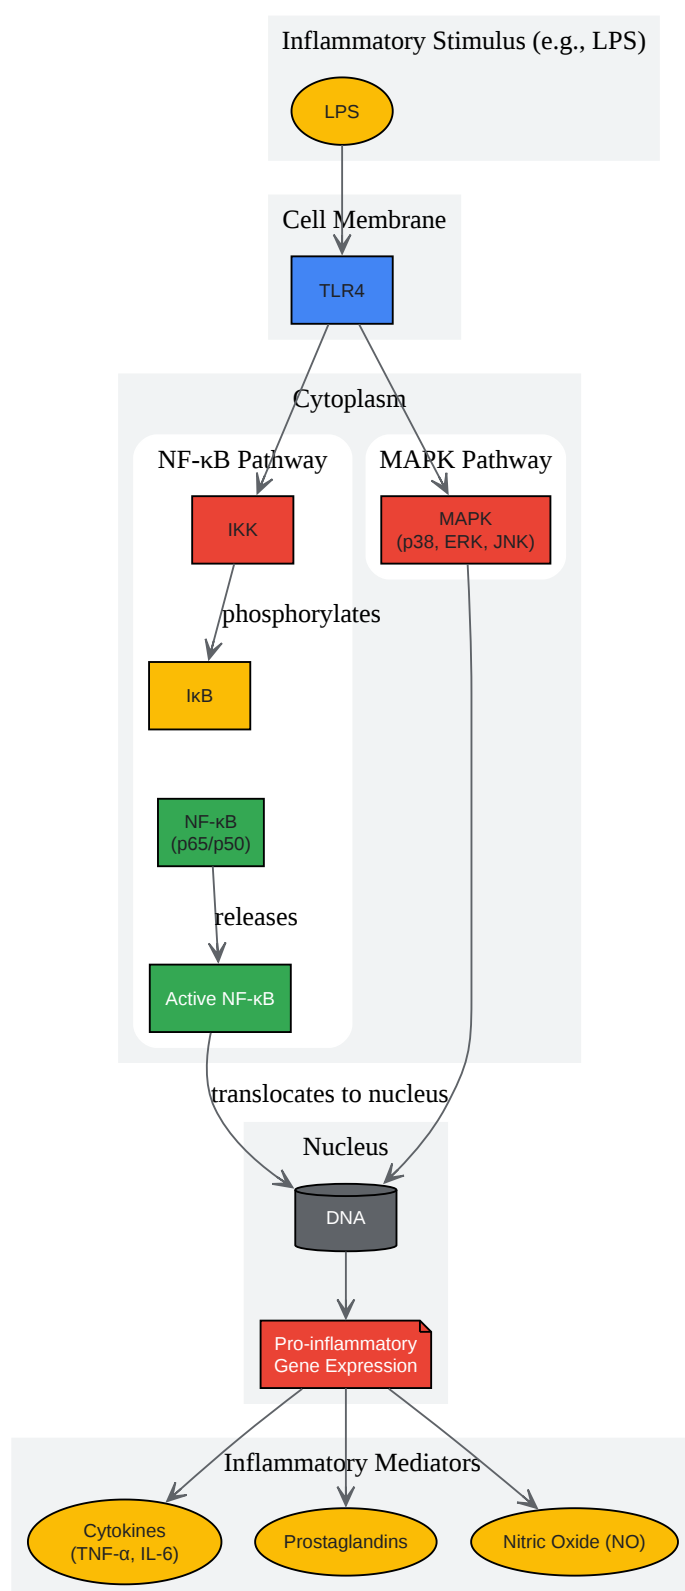 Inflammatory Stimulus (e.g., LPS)
LPS
Cell Membrane
TLR4
Cytoplasm
NF-κB Pathway
MAPK Pathway
IKK
MAPK
(p38, ERK, JNK)
phosphorylates
IκB
NF-κB
(p65/p50)
releases
Active NF-κB
translocates to nucleus
Nucleus
DNA
Pro-inflammatory
Gene Expression
Inflammatory Mediators
Cytokines
(TNF-α, IL-6)
Prostaglandins
Nitric Oxide (NO)